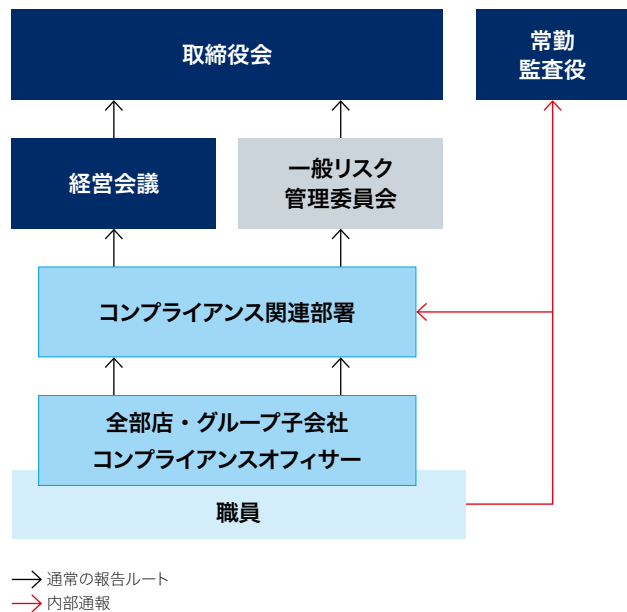 取締役会
常勤
監査役
経営会議
一般リスク
管理委員会
コンプライアンス関連部署
全部店・グループ子会社
コンプライアンスオフィサー
職員
通常の報告ルート
内部通報